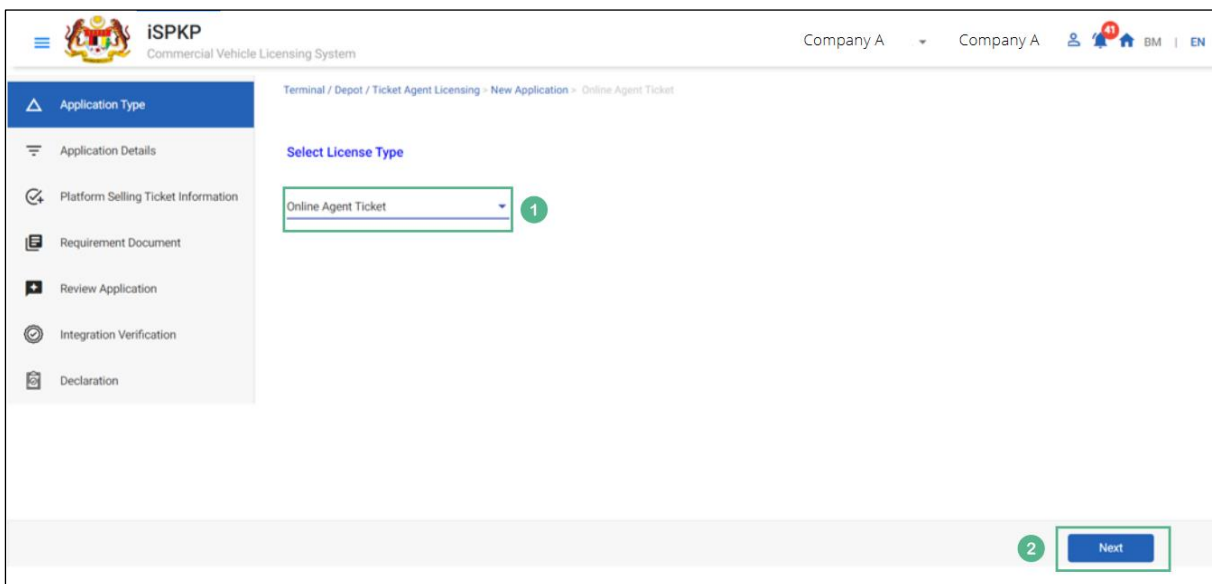 iSPKP
Commercial Vehicle Licensing System
Company A
Company A
41
BM | EN
Application Type
Application Details
Platform Selling Ticket Information
Requirement Document
Review Application
Integration Verification
Declaration
Terminal / Depot / Ticket Agent Licensing > New Application > Online Agent Ticket
Select License Type
Online Agent Ticket
1
2
Next